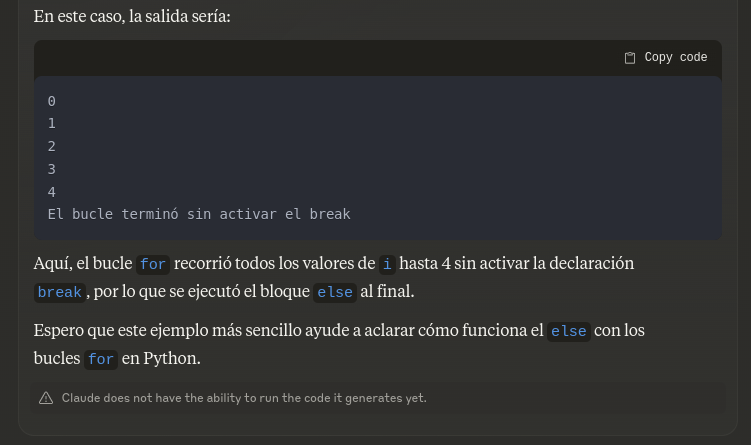 En este caso, la salida sería:
Copy code
0
1
2
3
4
El bucle terminó sin activar el break
Aquí, el bucle for recorrió todos los valores de i hasta 4 sin activar la declaración
break, por lo que se ejecutó el bloque else al final.
Espero que este ejemplo más sencillo ayude a aclarar cómo funciona el else con los
bucles for en Python.
Claude does not have the ability to run the code it generates yet.